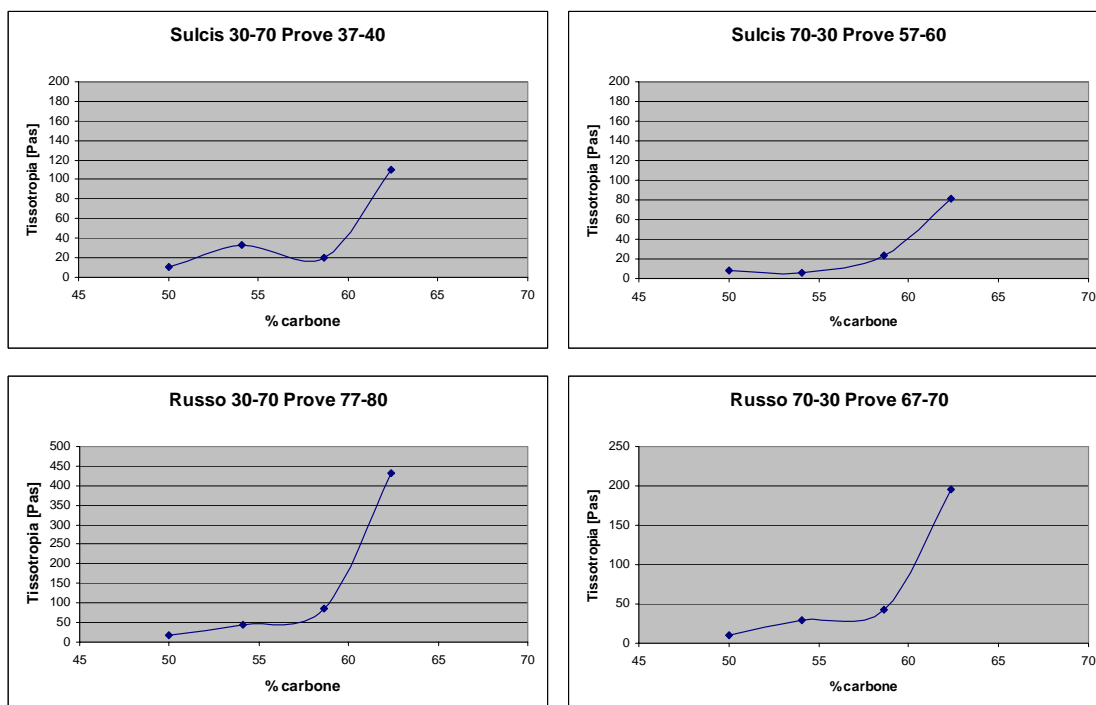 Sulcis 30-70 Prove 37-40
Tissotropia [Pas]
200
180
160
140
120
100
80
60
40
20
0
45 50 55 60 65 70
% carbone
Sulcis 70-30 Prove 57-60
Tissotropia [Pas]
200
180
160
140
120
100
80
60
40
20
0
45 50 55 60 65 70
% carbone
Russo 30-70 Prove 77-80
Tissotropia [Pas]
500
450
400
350
300
250
200
150
100
50
0
45 50 55 60 65 70
% carbone
Russo 70-30 Prove 67-70
Tissotropia [Pas]
250
200
150
100
50
0
45 50 55 60 65 70
% carbone